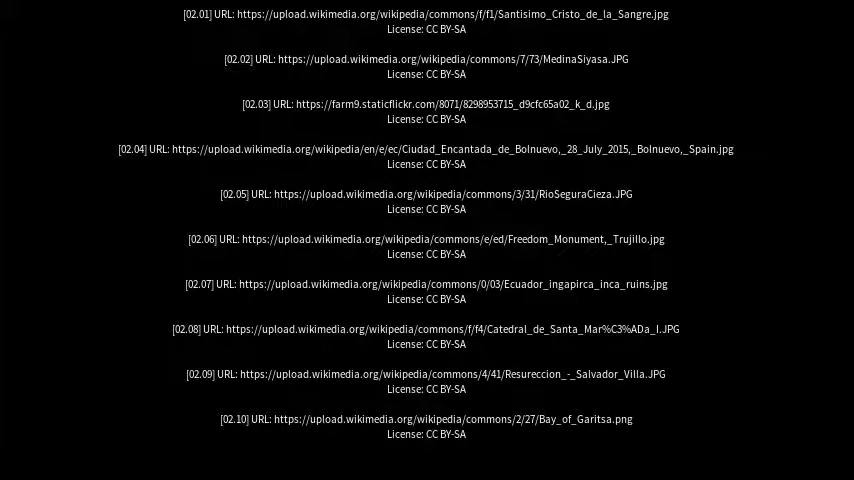 [02.01] URL: https://upload.wikimedia.org/wikipedia/commons/f/f1/Santisimo_Cristo_de_la_Sangre.jpg
License: CC BY-SA
[02.02] URL: https://upload.wikimedia.org/wikipedia/commons/7/73/MedinaSiyasa.JPG
License: CC BY-SA
[02.03] URL: https://farm9.staticflickr.com/8071/8298953715_d9cfc65a02_k_d.jpg
License: CC BY-SA
[02.04] URL: https://upload.wikimedia.org/wikipedia/en/e/ec/Ciudad_Encantada_de_Bolnuevo,_28_July_2015,_Bolnuevo,_Spain.jpg
License: CC BY-SA
[02.05] URL: https://upload.wikimedia.org/wikipedia/commons/3/31/RioSeguraCieza.JPG
License: CC BY-SA
[02.06] URL: https://upload.wikimedia.org/wikipedia/commons/e/ed/Freedom_Monument,_Trujillo.jpg
License: CC BY-SA
[02.07] URL: https://upload.wikimedia.org/wikipedia/commons/0/03/Ecuador_ingapirca_inca_ruins.jpg
License: CC BY-SA
[02.08] URL: https://upload.wikimedia.org/wikipedia/commons/f/f4/Catedral_de_Santa_Mar%C3%ADa_I.JPG
License: CC BY-SA
[02.09] URL: https://upload.wikimedia.org/wikipedia/commons/4/41/Resureccion_-_Salvador_Villa.JPG
License: CC BY-SA
[02.10] URL: https://upload.wikimedia.org/wikipedia/commons/2/27/Bay_of_Garitsa.png
License: CC BY-SA